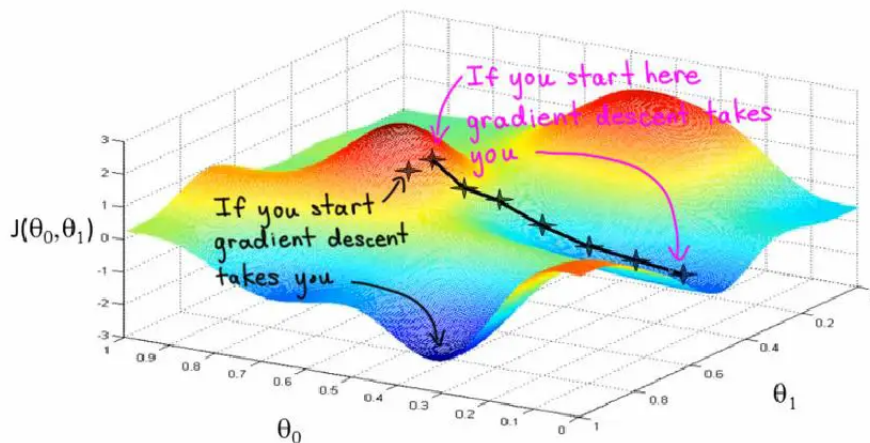 If you start here
gradient descent takes
you
If you start
gradient descent
takes you
J(θ₀,θ₁)
3
2
1
0
-1
-2
-3
1
0.9
0.8
0.7
0.6
0.5
0.4
0.3
0.2
0.1
0
θ₀
1
0.8
0.6
0.4
0.2
θ₁